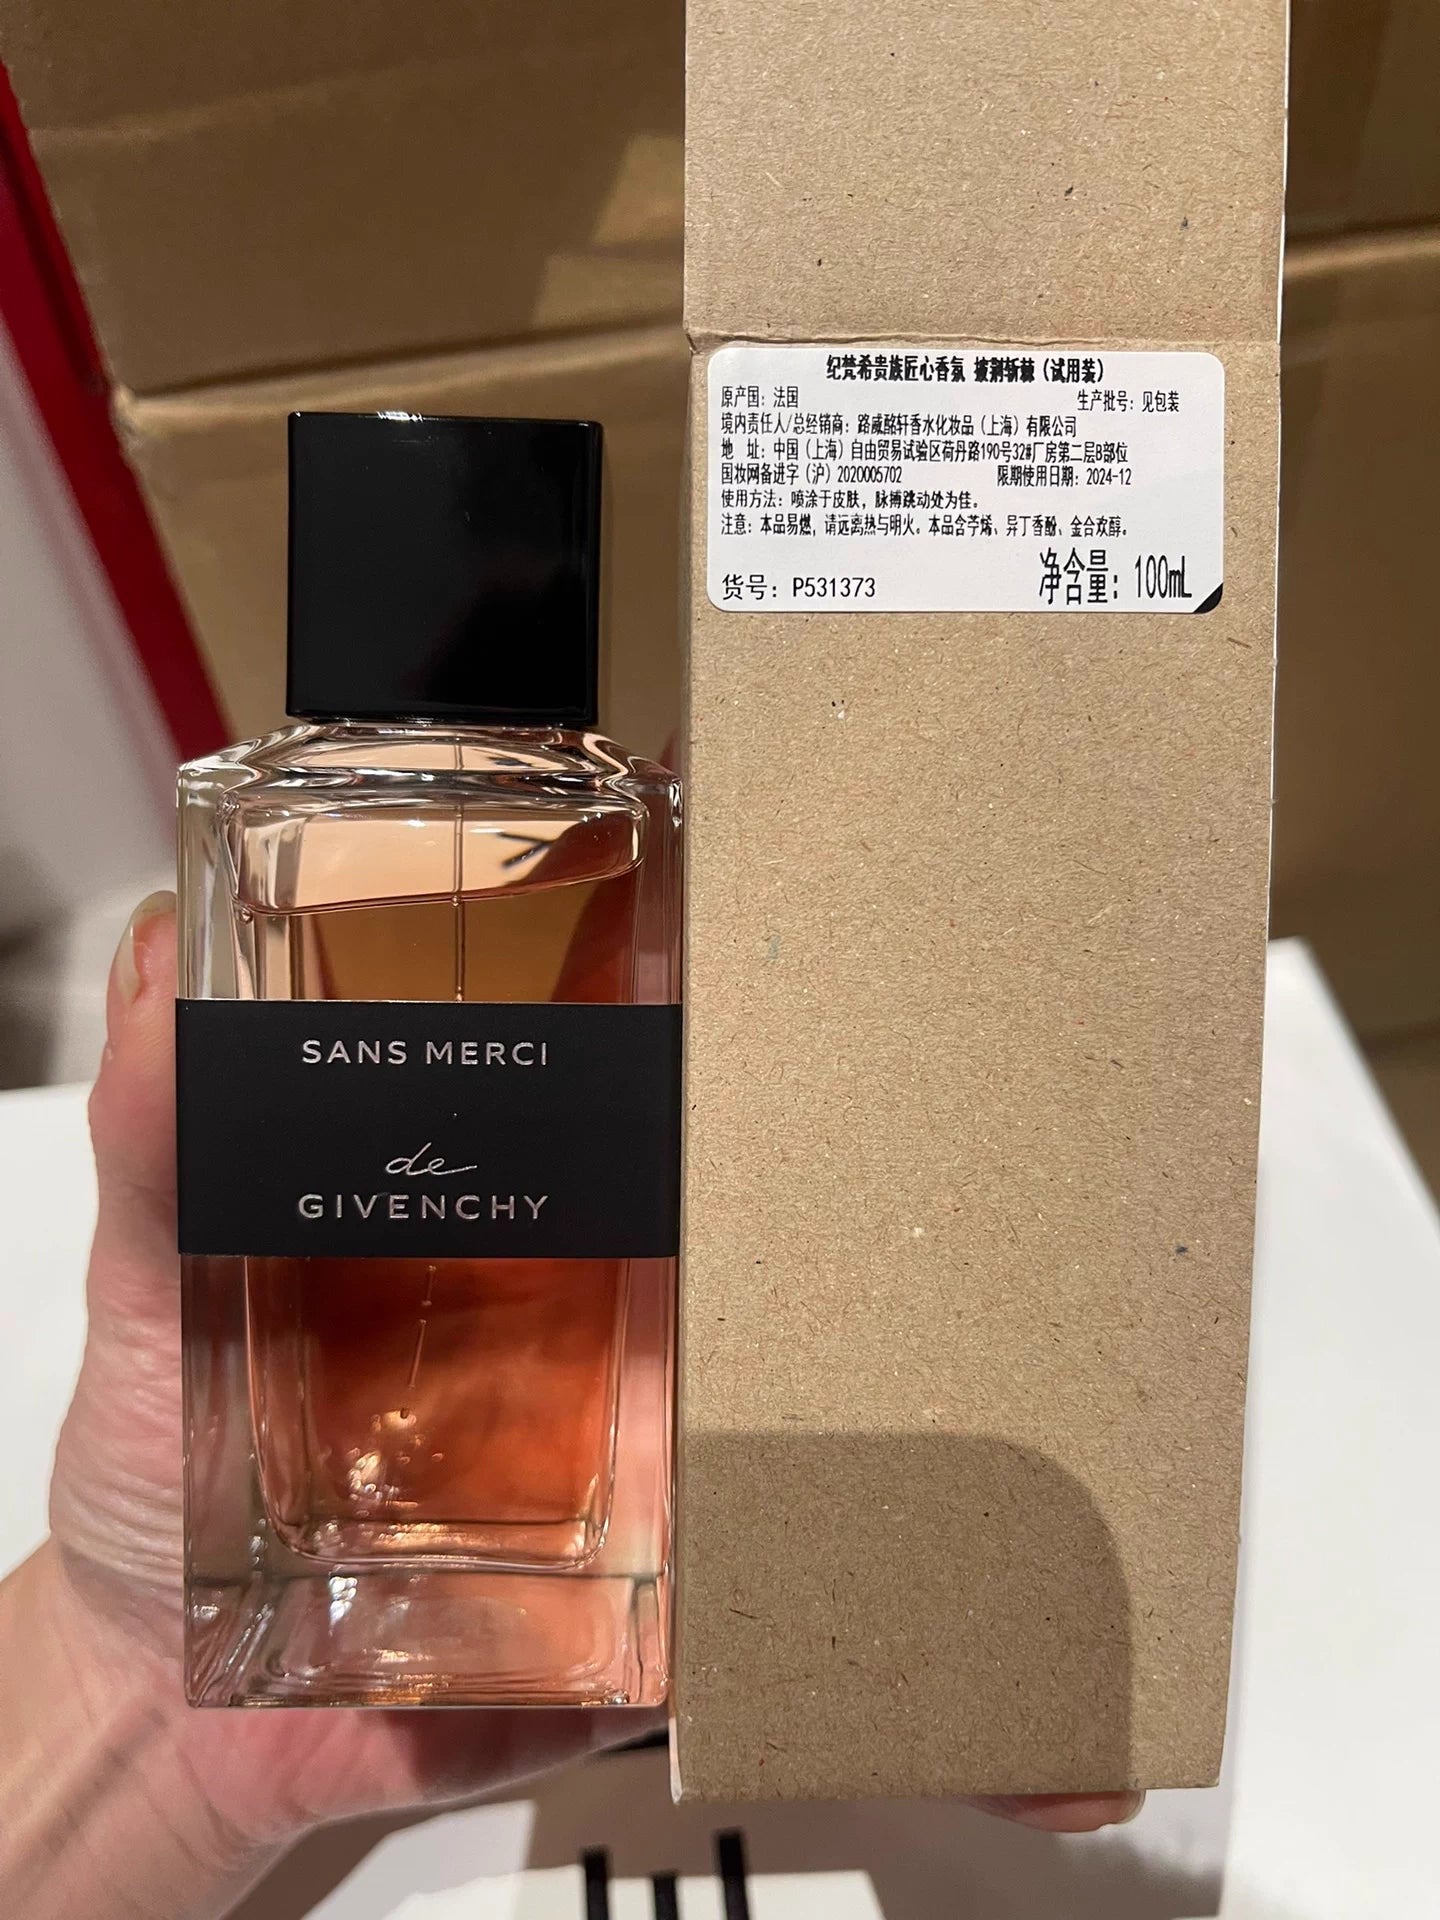 纪梵希贵族匠心香氛 披荆斩棘（试用装）
原产国：法国 生产批号：见包装
境内责任人/总经销商：路威酩轩香水化妆品（上海）有限公司
地 址：中国（上海）自由贸易试验区荷丹路190号32#厂房第二层B部位
国妆网备进字（沪）2020005702 限期使用日期：2024-12
使用方法：喷涂于皮肤，脉搏跳动处为佳。
注意：本品易燃，请远离热与明火。本品含苧烯、异丁香酚、金合欢醇。
货号：P531373 净含量：100mL
SANS MERCI
de
GIVENCHY